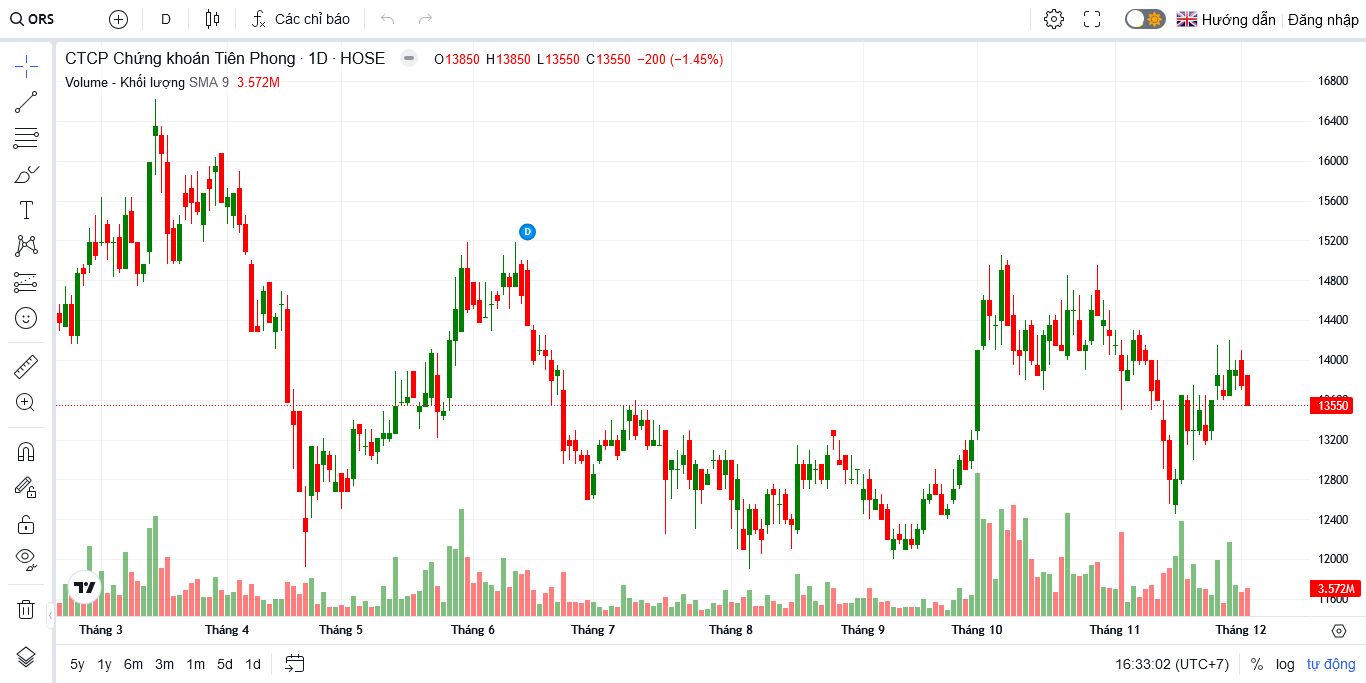 ORS D Các chỉ báo Hướng dẫn Đăng nhập
CTCP Chứng khoán Tiên Phong · 1D · HOSE O13850 H13850 L13550 C13550 −200 (−1.45%)
Volume - Khối lượng SMA 9 3.572M
D
16800
16400
16000
15600
15200
14800
14400
14000
13550
13200
12800
12400
12000
3.572M
11600
Tháng 3 Tháng 4 Tháng 5 Tháng 6 Tháng 7 Tháng 8 Tháng 9 Tháng 10 Tháng 11 Tháng 12
5y 1y 6m 3m 1m 5d 1d 16:33:02 (UTC+7) % log tự động